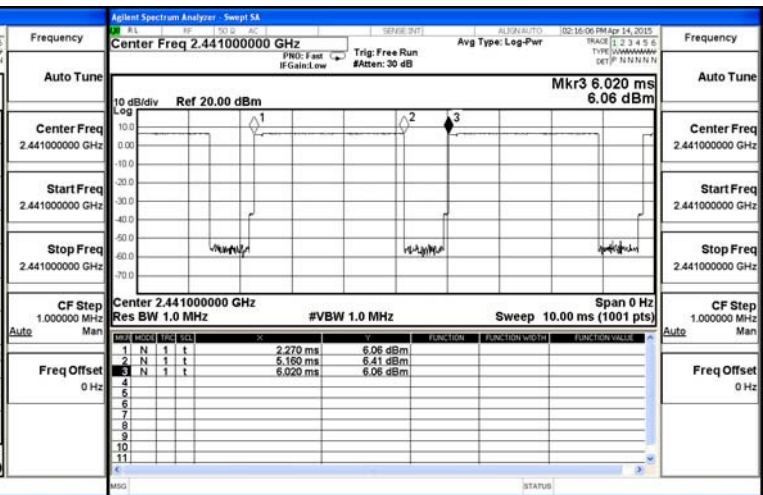 Agilent Spectrum Analyzer - Swept SA
RL RF 50 Ω AC SENSE:INT ALIGNAUTO 02:16:06 PM Apr 14, 2015
Center Freq 2.441000000 GHz
PNO: Fast
IFGain:Low
Trig: Free Run
#Atten: 30 dB
Avg Type: Log-Pwr
TRACE 1 2 3 4 5 6
TYPE WWWWWW
DET P N N N N N
Mkr3 6.020 ms
6.06 dBm
10 dB/div Ref 20.00 dBm
Log
10.0
0.00
-10.0
-20.0
-30.0
-40.0
-50.0
-60.0
-70.0
1
2
3
Center 2.441000000 GHz
Span 0 Hz
Res BW 1.0 MHz
#VBW 1.0 MHz
Sweep 10.00 ms (1001 pts)
MKR MODE TRC SCL X Y FUNCTION FUNCTION WIDTH FUNCTION VALUE
1 N 1 t 2.270 ms 6.06 dBm
2 N 1 t 5.160 ms 6.41 dBm
3 N 1 t 6.020 ms 6.06 dBm
4
5
6
7
8
9
10
11
MSG
STATUS
Frequency
Auto Tune
Center Freq
2.441000000 GHz
Start Freq
2.441000000 GHz
Stop Freq
2.441000000 GHz
CF Step
1.000000 MHz
Auto Man
Freq Offset
0 Hz
Frequency
Auto Tune
Center Freq
2.441000000 GHz
Start Freq
2.441000000 GHz
Stop Freq
2.441000000 GHz
CF Step
1.000000 MHz
Auto Man
Freq Offset
0 Hz